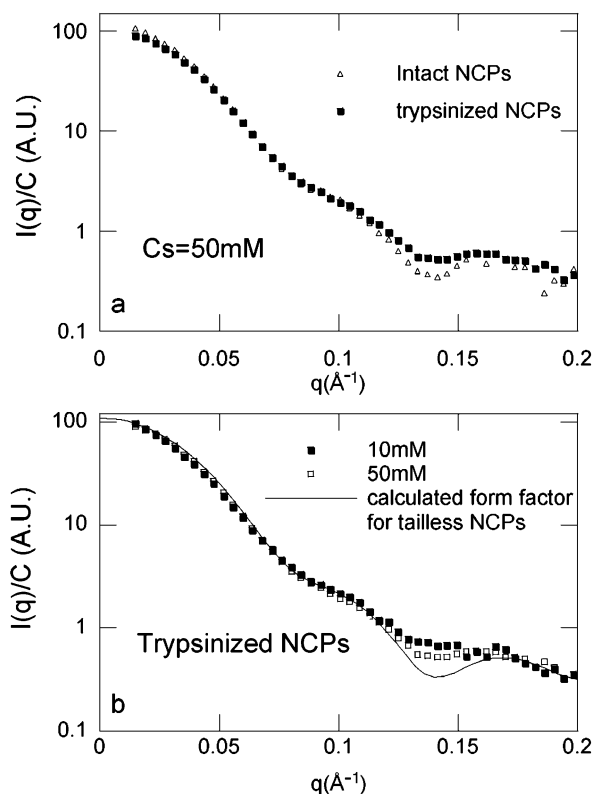 100
10
1
0.1
I(q)/C (A.U.)
Intact NCPs
trypsinized NCPs
Cs=50mM
a
0
0.05
0.1
0.15
0.2
q(Å⁻¹)
100
10
1
0.1
I(q)/C (A.U.)
10mM
50mM
calculated form factor
for tailless NCPs
Trypsinized NCPs
b
0
0.05
0.1
0.15
0.2
q(Å⁻¹)